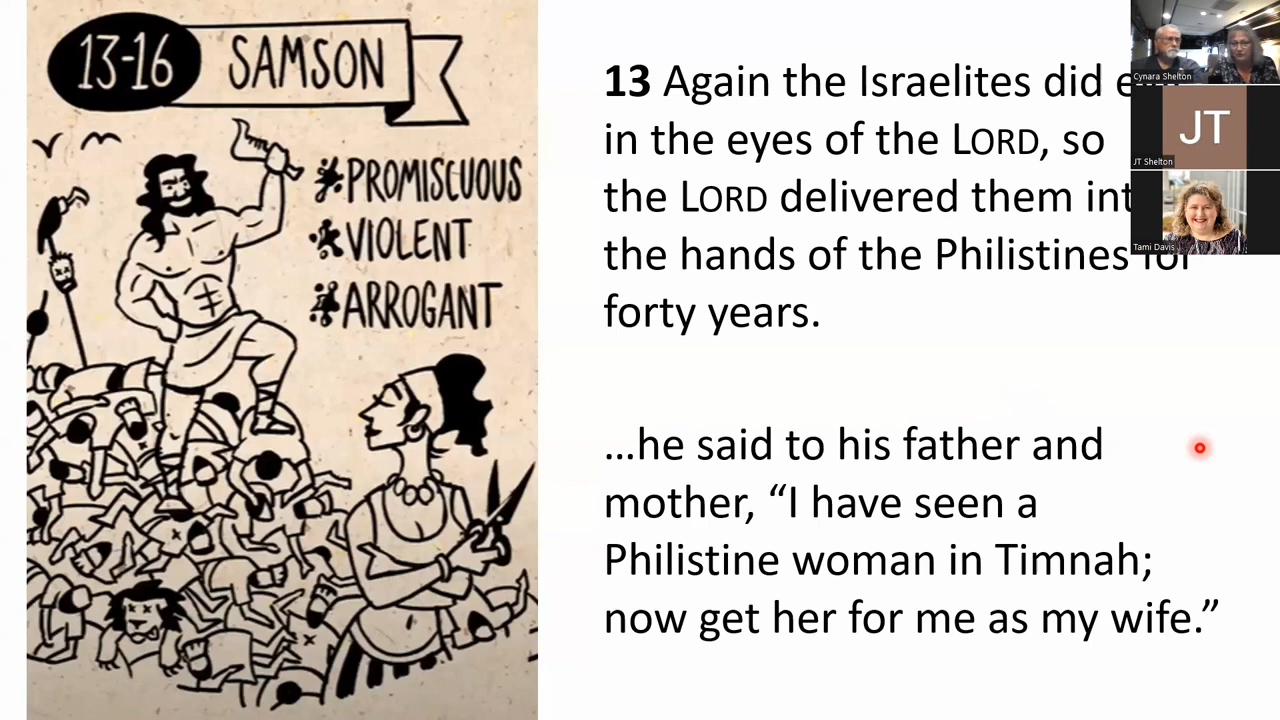 13-16 SAMSON
PROMISCUOUS
VIOLENT
ARROGANT
13 Again the Israelites did
in the eyes of the LORD, so
the LORD delivered them
the hands of the Philistines for
forty years.
…he said to his father and
mother, “I have seen a
Philistine woman in Timnah;
now get her for me as my wife.”
Cynara Shelton
JT
JT Shelton
Tami Davis